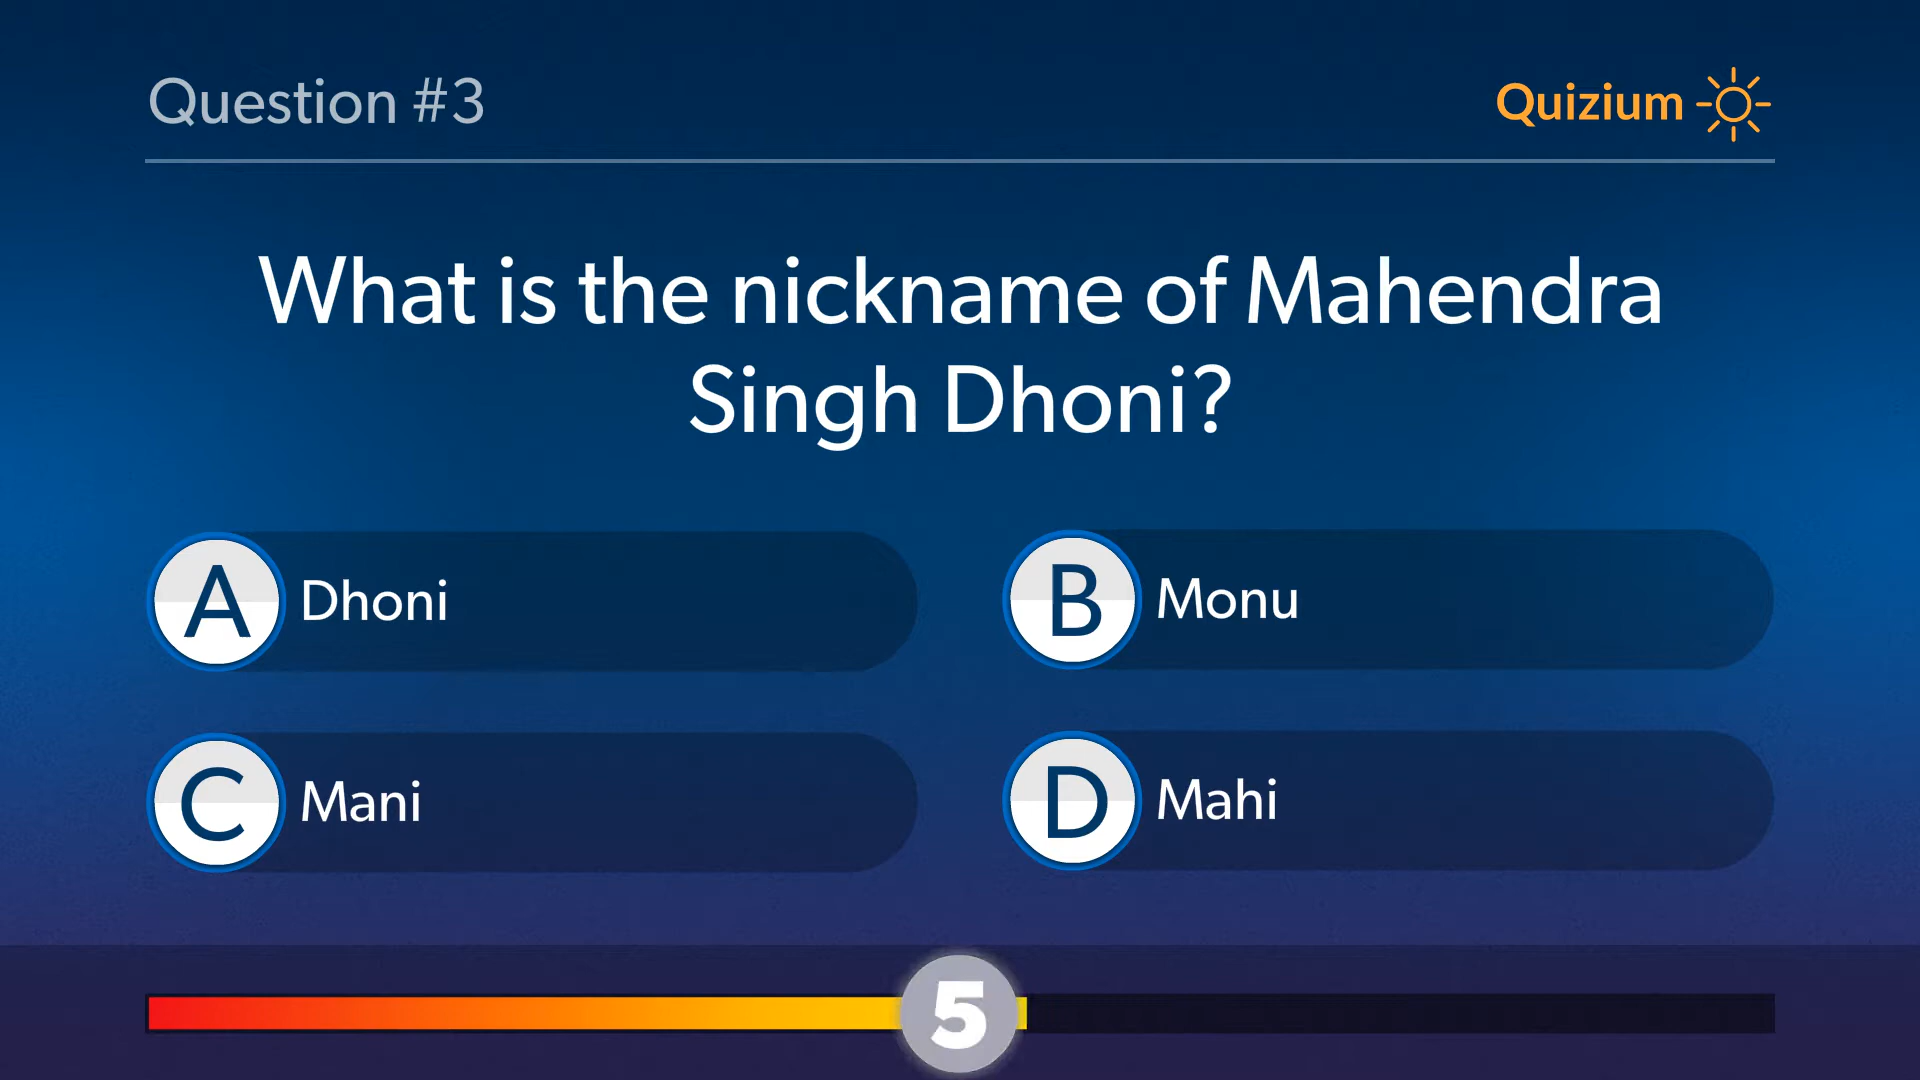 Question #3
Quizium
What is the nickname of Mahendra
Singh Dhoni?
A Dhoni
B Monu
C Mani
D Mahi
5